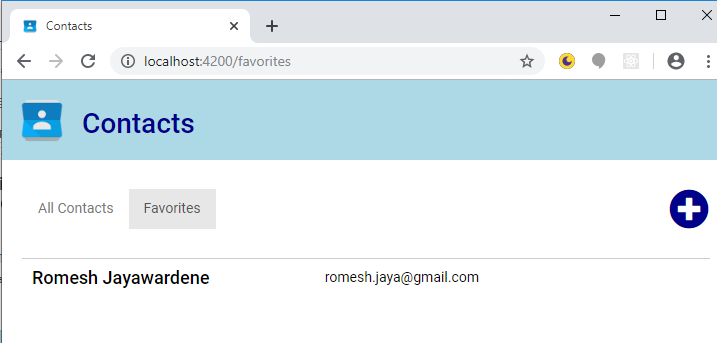 Contacts
localhost:4200/favorites
Contacts
All Contacts Favorites
Romesh Jayawardene romesh.jaya@gmail.com